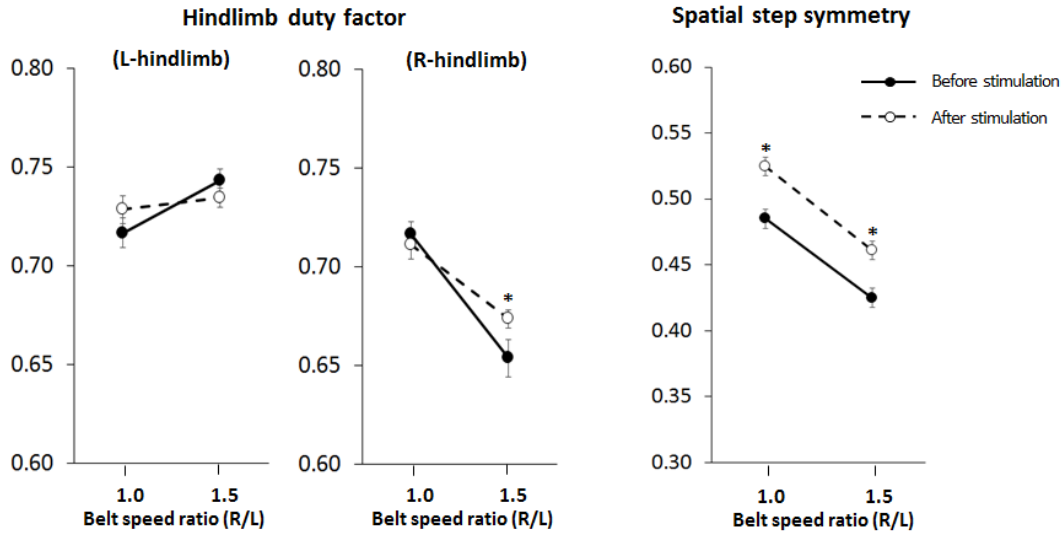 Hindlimb duty factor
(L-hindlimb)
0.80
0.75
0.70
0.65
0.60
1.0 1.5
Belt speed ratio (R/L)
(R-hindlimb)
0.80
0.75
0.70
0.65
0.60
*
1.0 1.5
Belt speed ratio (R/L)
Spatial step symmetry
0.60
0.55
0.50
0.45
0.40
0.35
0.30
Before stimulation
After stimulation
*
*
1.0 1.5
Belt speed ratio (R/L)